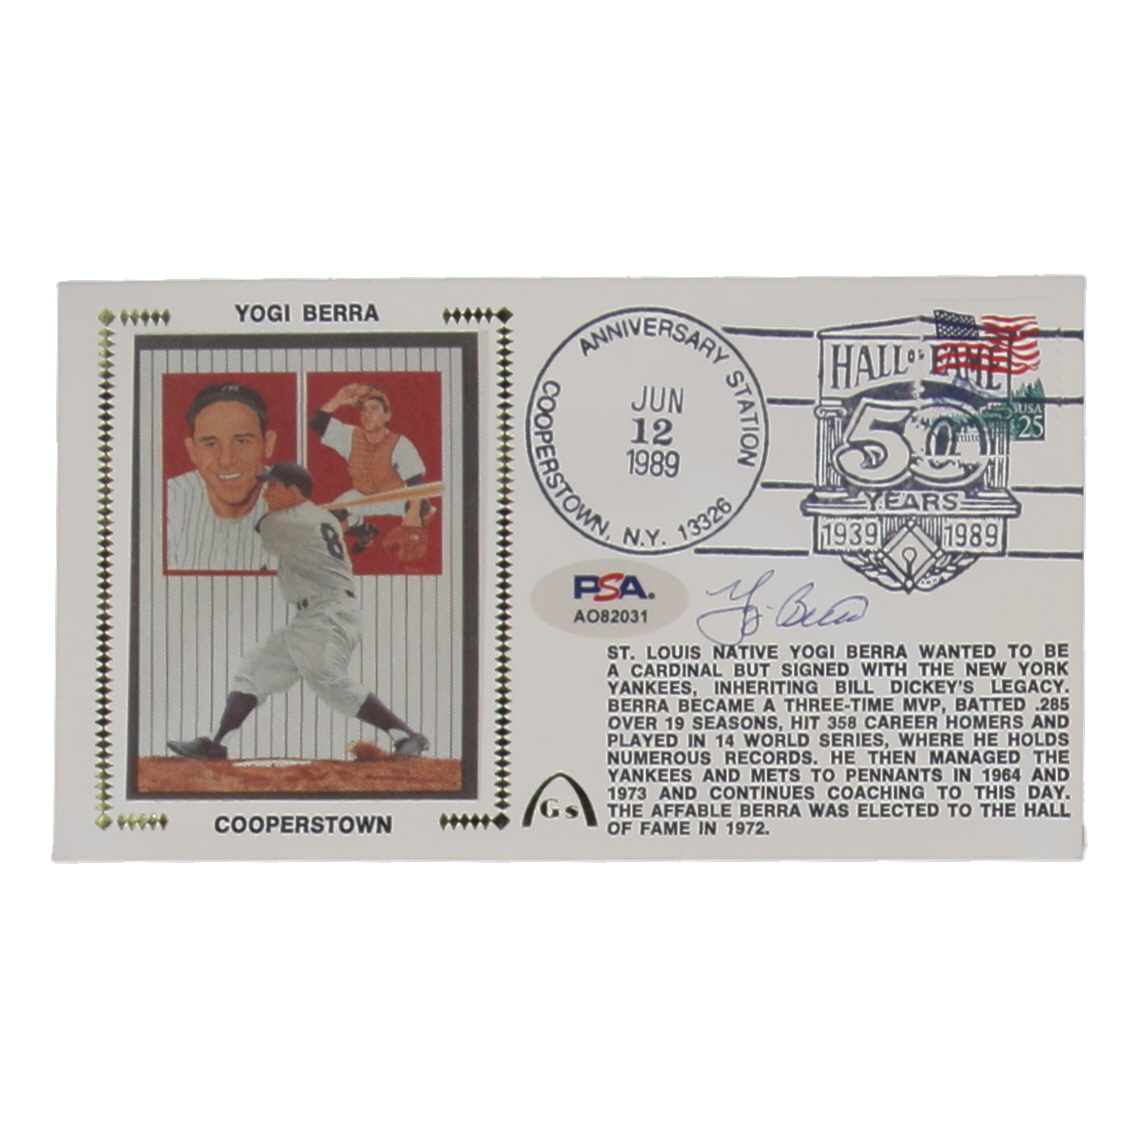 YOGI BERRA
8
COOPERSTOWN
ANNIVERSARY STATION
JUN
12
1989
COOPERSTOWN, N.Y. 13326
HALL OF FAME
50
YEARS
1939 1989
USA
25
PSA.
AO82031
Yogi Berra
ST. LOUIS NATIVE YOGI BERRA WANTED TO BE
A CARDINAL BUT SIGNED WITH THE NEW YORK
YANKEES, INHERITING BILL DICKEY'S LEGACY.
BERRA BECAME A THREE-TIME MVP, BATTED .285
OVER 19 SEASONS, HIT 358 CAREER HOMERS AND
PLAYED IN 14 WORLD SERIES, WHERE HE HOLDS
NUMEROUS RECORDS. HE THEN MANAGED THE
YANKEES AND METS TO PENNANTS IN 1964 AND
1973 AND CONTINUES COACHING TO THIS DAY.
THE AFFABLE BERRA WAS ELECTED TO THE HALL
OF FAME IN 1972.
Gs